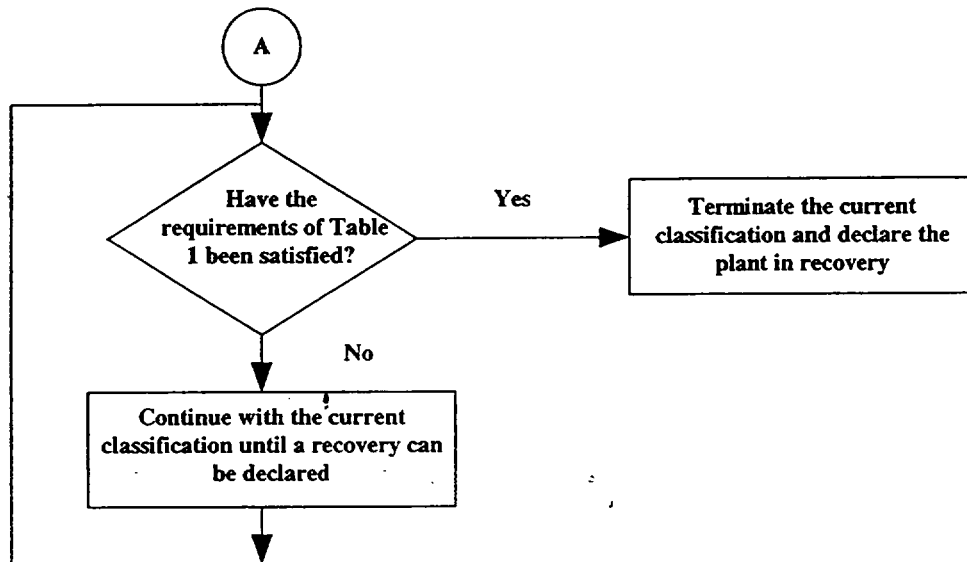 A
Have the
requirements of Table
1 been satisfied?
Yes
Terminate the current
classification and declare the
plant in recovery
No
Continue with the current
classification until a recovery can
be declared